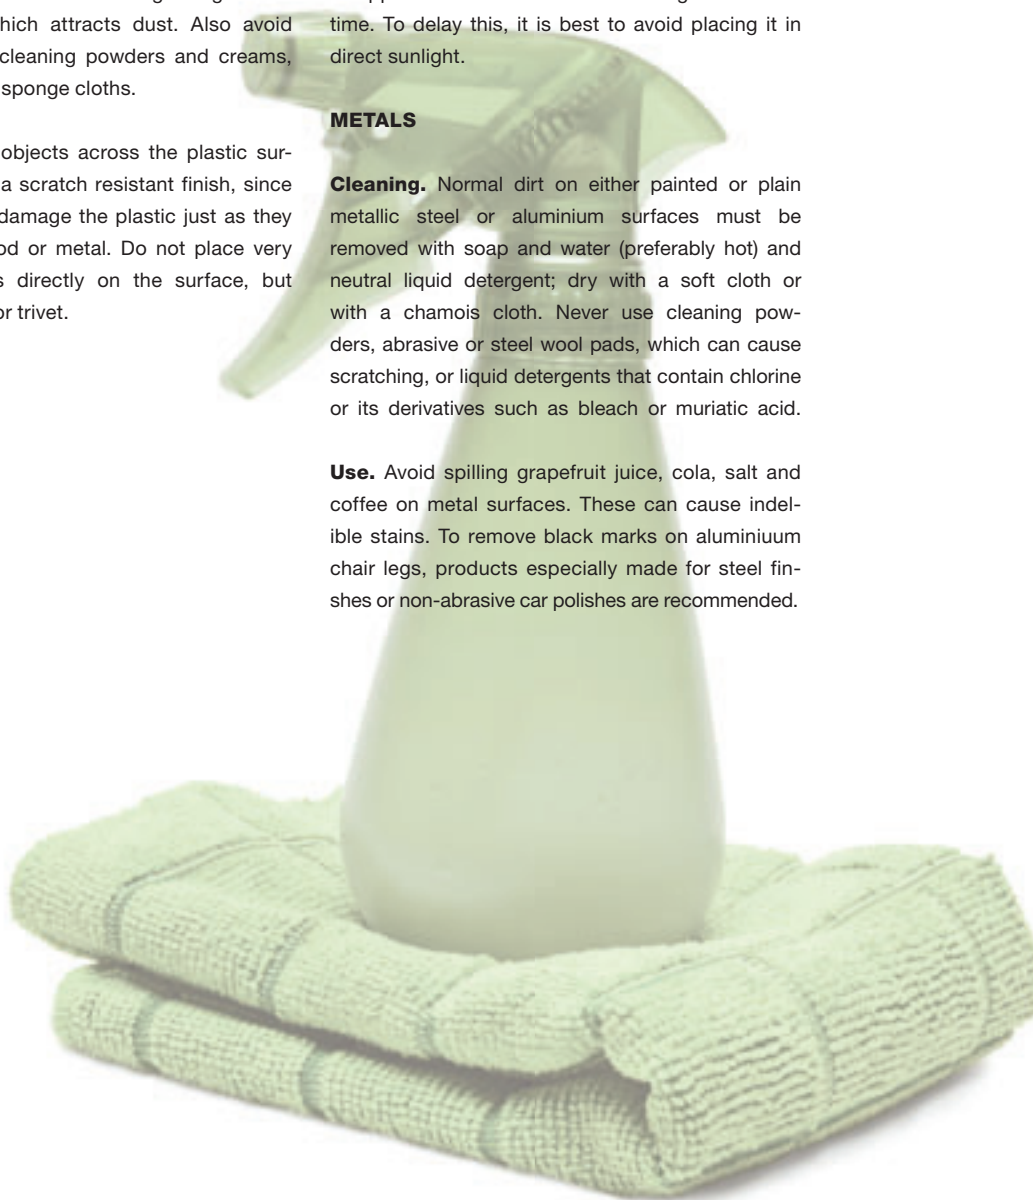 hich attracts dust. Also avoid
cleaning powders and creams,
sponge cloths.
objects across the plastic sur-
a scratch resistant finish, since
damage the plastic just as they
od or metal. Do not place very
s directly on the surface, but
or trivet.
time. To delay this, it is best to avoid placing it in
direct sunlight.
METALS
Cleaning. Normal dirt on either painted or plain
metallic steel or aluminium surfaces must be
removed with soap and water (preferably hot) and
neutral liquid detergent; dry with a soft cloth or
with a chamois cloth. Never use cleaning pow-
ders, abrasive or steel wool pads, which can cause
scratching, or liquid detergents that contain chlorine
or its derivatives such as bleach or muriatic acid.
Use. Avoid spilling grapefruit juice, cola, salt and
coffee on metal surfaces. These can cause indel-
ible stains. To remove black marks on aluminiuum
chair legs, products especially made for steel fin-
shes or non-abrasive car polishes are recommended.